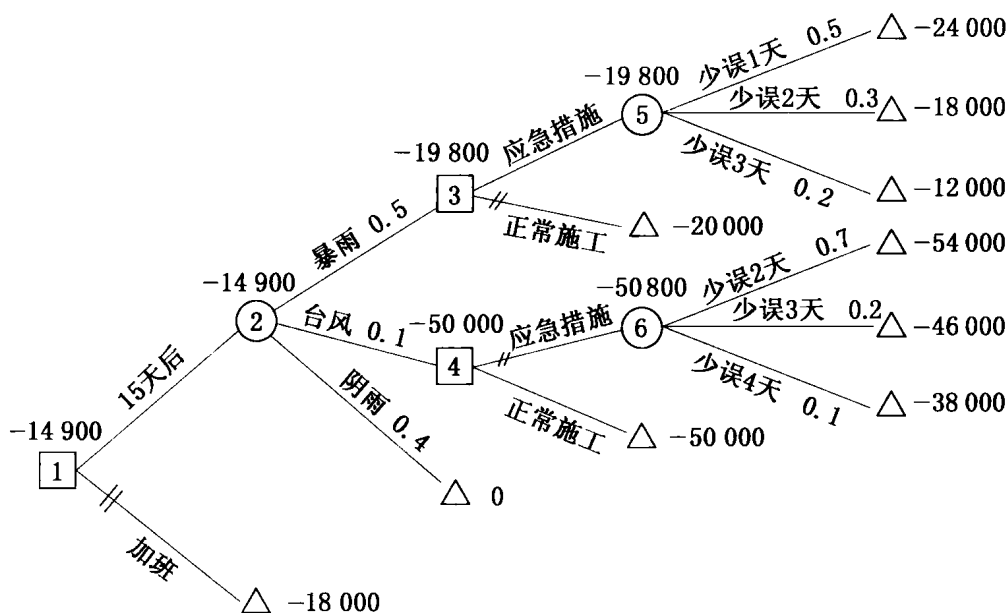 少误1天 0.5
-24 000
-19 800
5
少误2天 0.3
-18 000
应急措施
少误3天 0.2
-12 000
-19 800
3
正常施工
-20 000
暴雨 0.5
-14 900
2
台风 0.1
-50 000
4
应急措施
-50 800
6
少误2天 0.7
-54 000
少误3天 0.2
-46 000
少误4天 0.1
-38 000
正常施工
-50 000
15天后
阴雨 0.4
0
-14 900
1
加班
-18 000